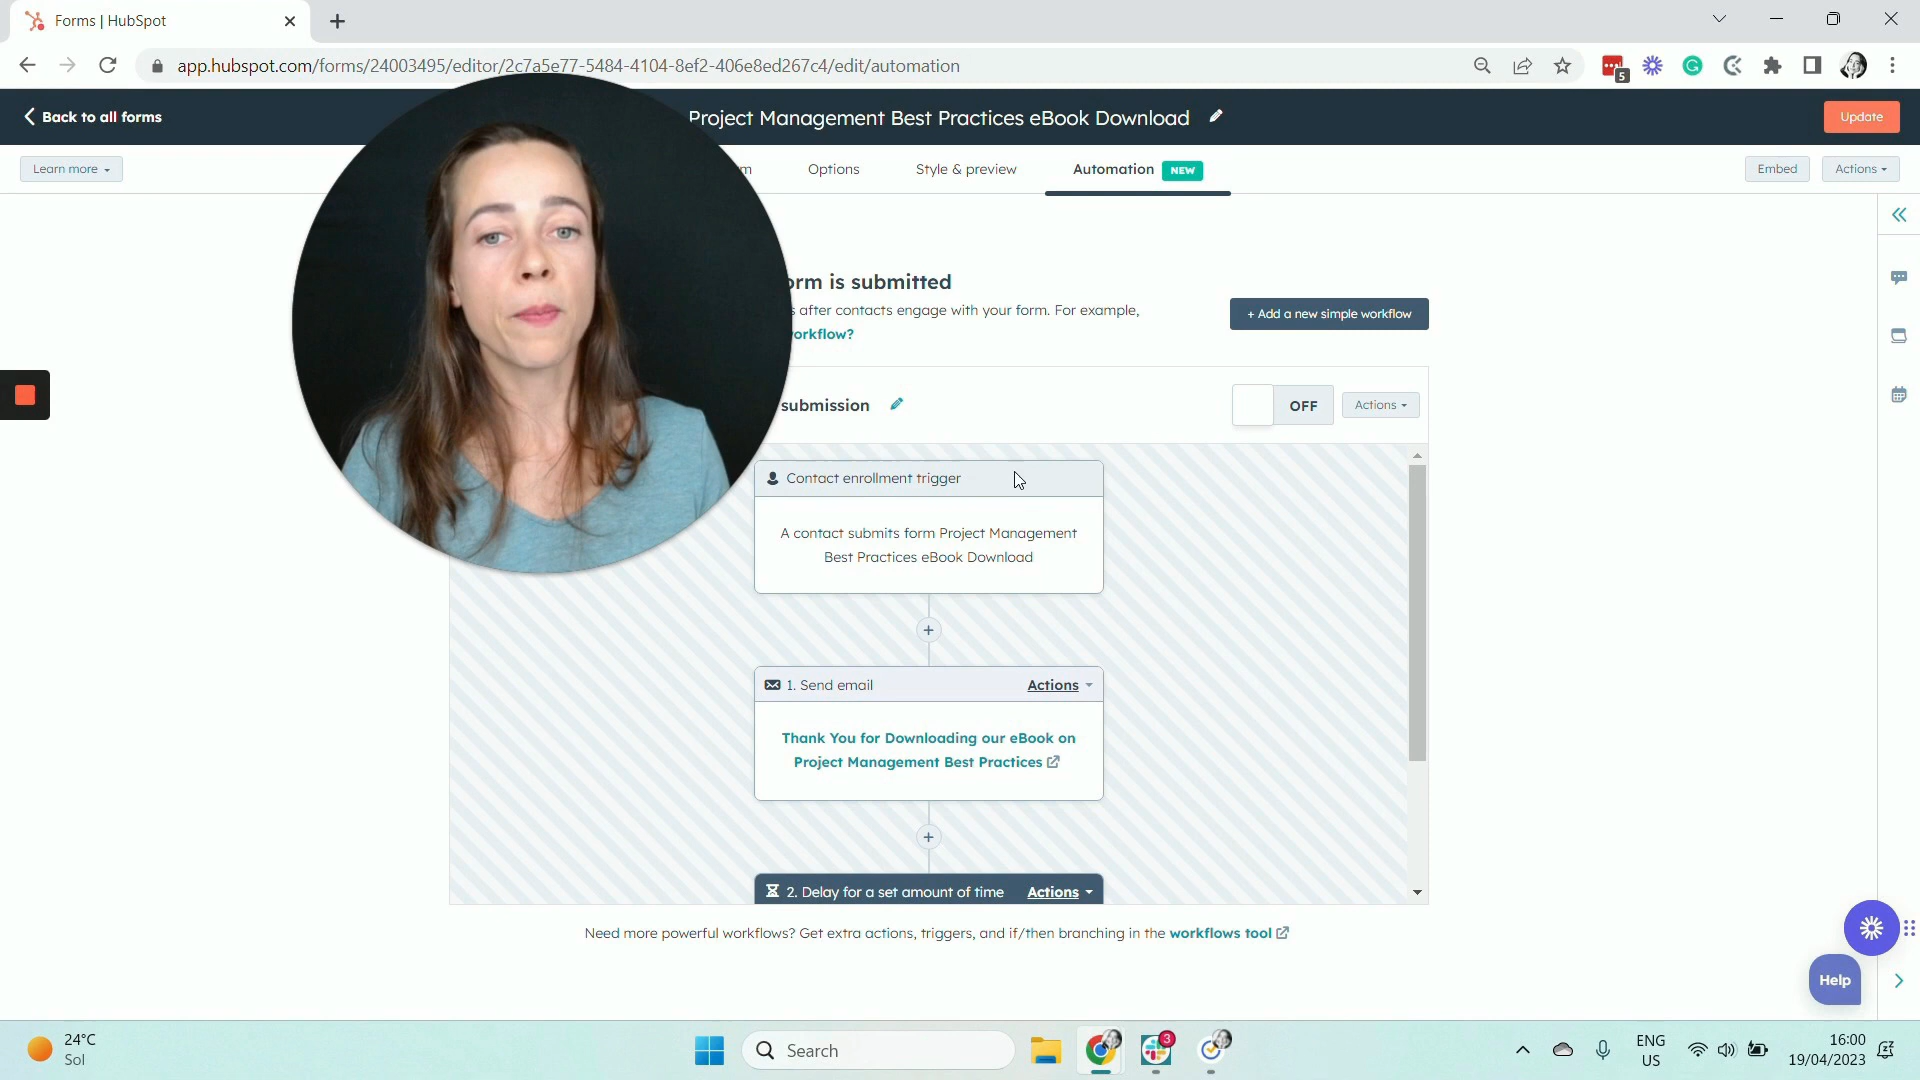 Forms | HubSpot
app.hubspot.com/forms/24003495/editor/2c7a5e77-5484-4104-8ef2-406e8ed267c4/edit/automation
5
Back to all forms
Project Management Best Practices eBook Download
Update
Learn more
m
Options
Style & preview
Automation
NEW
Embed
Actions
orm is submitted
s after contacts engage with your form. For example,
workflow?
+ Add a new simple workflow
submission
OFF
Actions
Contact enrollment trigger
A contact submits form Project Management
Best Practices eBook Download
+
1. Send email
Actions
Thank You for Downloading our eBook on
Project Management Best Practices
+
2. Delay for a set amount of time
Actions
Need more powerful workflows? Get extra actions, triggers, and if/then branching in the workflows tool
Help
24°C
Sol
Search
3
ENG
US
16:00
19/04/2023